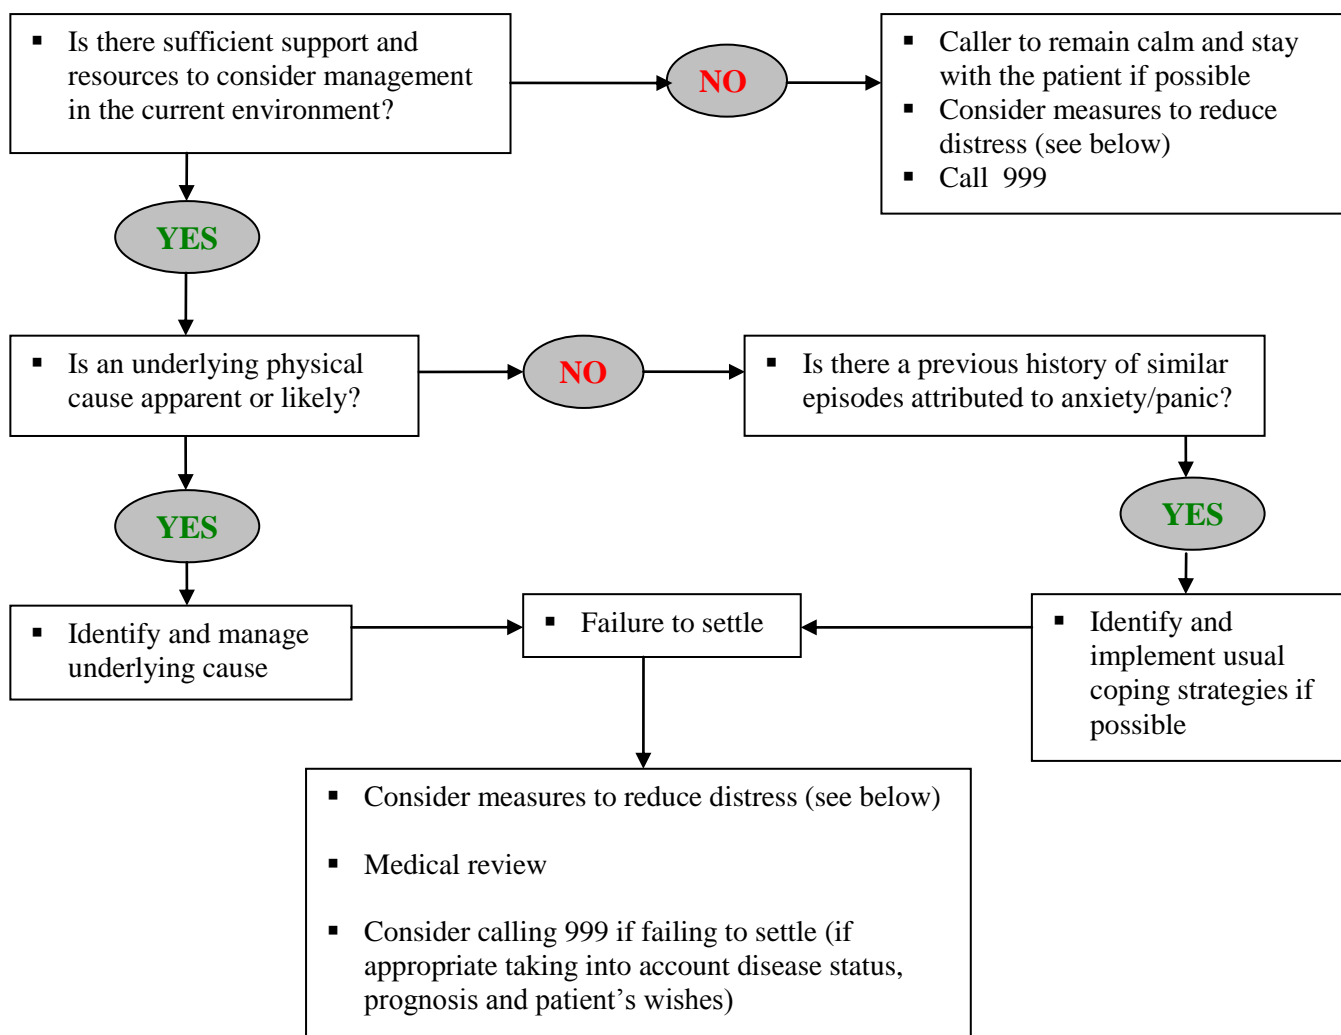 ▪ Is there sufficient support and
resources to consider management
in the current environment?
NO
▪ Caller to remain calm and stay
with the patient if possible
▪ Consider measures to reduce
distress (see below)
▪ Call 999
YES
▪ Is an underlying physical
cause apparent or likely?
NO
▪ Is there a previous history of similar
episodes attributed to anxiety/panic?
YES
YES
▪ Identify and manage
underlying cause
▪ Failure to settle
▪ Identify and
implement usual
coping strategies if
possible
▪ Consider measures to reduce distress (see below)
▪ Medical review
▪ Consider calling 999 if failing to settle (if
appropriate taking into account disease status,
prognosis and patient’s wishes)